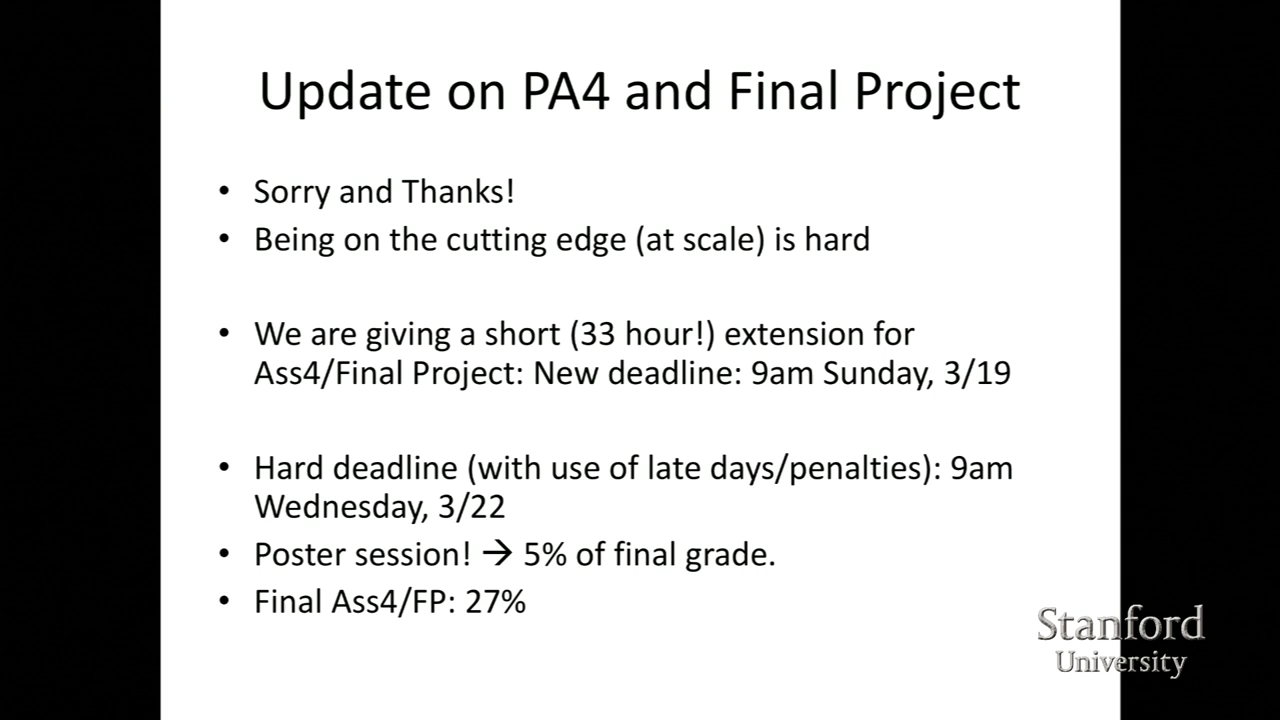 Update on PA4 and Final Project
• Sorry and Thanks!
• Being on the cutting edge (at scale) is hard
• We are giving a short (33 hour!) extension for
Ass4/Final Project: New deadline: 9am Sunday, 3/19
• Hard deadline (with use of late days/penalties): 9am
Wednesday, 3/22
• Poster session! → 5% of final grade.
• Final Ass4/FP: 27%
Stanford
University